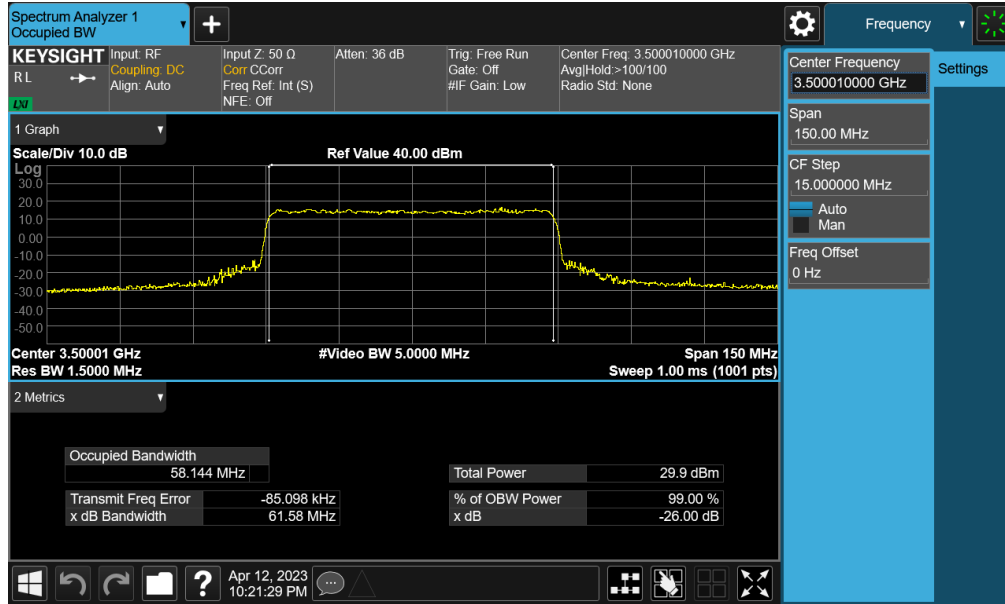 Spectrum Analyzer 1
Occupied BW
Frequency
KEYSIGHT
R L
LXI
Input: RF
Coupling: DC
Align: Auto
Input Z: 50 Ω
Corr CCorr
Freq Ref: Int (S)
NFE: Off
Atten: 36 dB
Trig: Free Run
Gate: Off
#IF Gain: Low
Center Freq: 3.500010000 GHz
Avg|Hold:>100/100
Radio Std: None
Center Frequency
3.500010000 GHz
Settings
Span
150.00 MHz
CF Step
15.000000 MHz
Auto
Man
Freq Offset
0 Hz
1 Graph
Scale/Div 10.0 dB
Ref Value 40.00 dBm
Log
30.0
20.0
10.0
0.00
-10.0
-20.0
-30.0
-40.0
-50.0
Center 3.50001 GHz
#Video BW 5.0000 MHz
Span 150 MHz
Res BW 1.5000 MHz
Sweep 1.00 ms (1001 pts)
2 Metrics
Occupied Bandwidth
58.144 MHz
Total Power 29.9 dBm
Transmit Freq Error -85.098 kHz
% of OBW Power 99.00 %
x dB Bandwidth 61.58 MHz
x dB -26.00 dB
Apr 12, 2023
10:21:29 PM